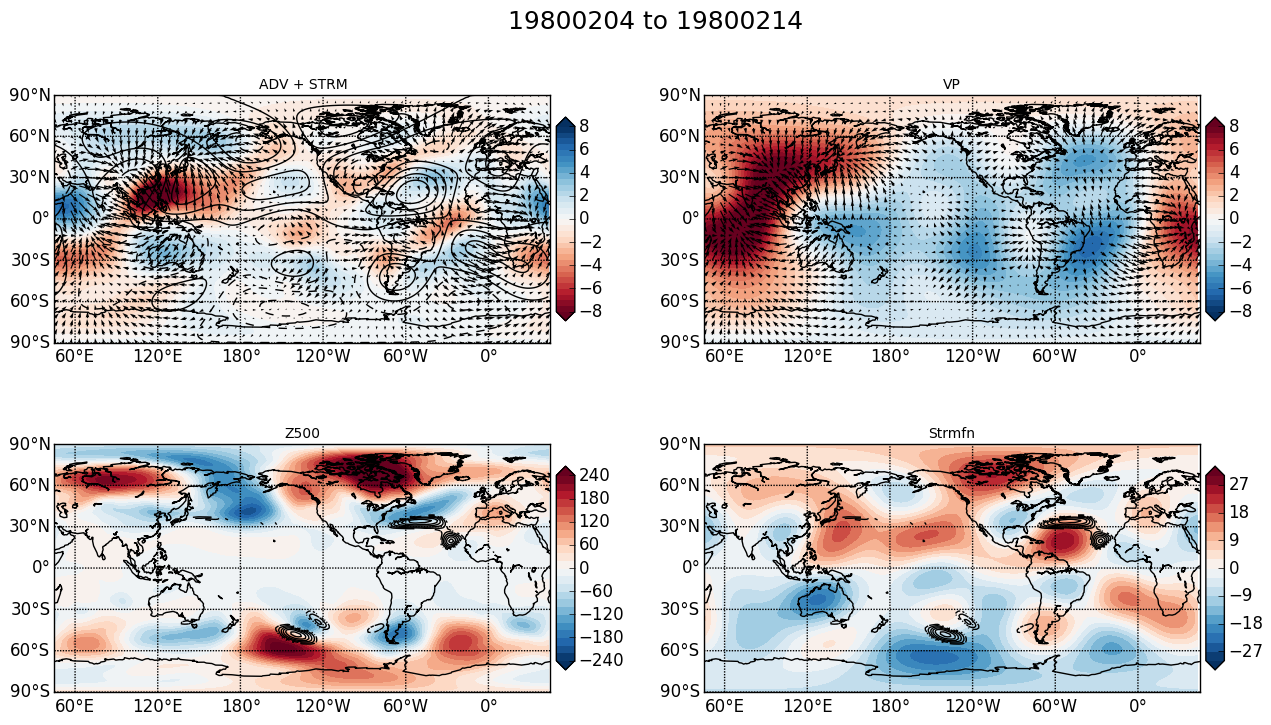 19800204 to 19800214
ADV + STRM
90°N
60°N
30°N
0°
30°S
60°S
90°S
60°E 120°E 180° 120°W 60°W 0°
8
6
4
2
0
−2
−4
−6
−8
VP
90°N
60°N
30°N
0°
30°S
60°S
90°S
60°E 120°E 180° 120°W 60°W 0°
8
6
4
2
0
−2
−4
−6
−8
Z500
90°N
60°N
30°N
0°
30°S
60°S
90°S
60°E 120°E 180° 120°W 60°W 0°
240
180
120
60
0
−60
−120
−180
−240
Strmfn
90°N
60°N
30°N
0°
30°S
60°S
90°S
60°E 120°E 180° 120°W 60°W 0°
27
18
9
0
−9
−18
−27